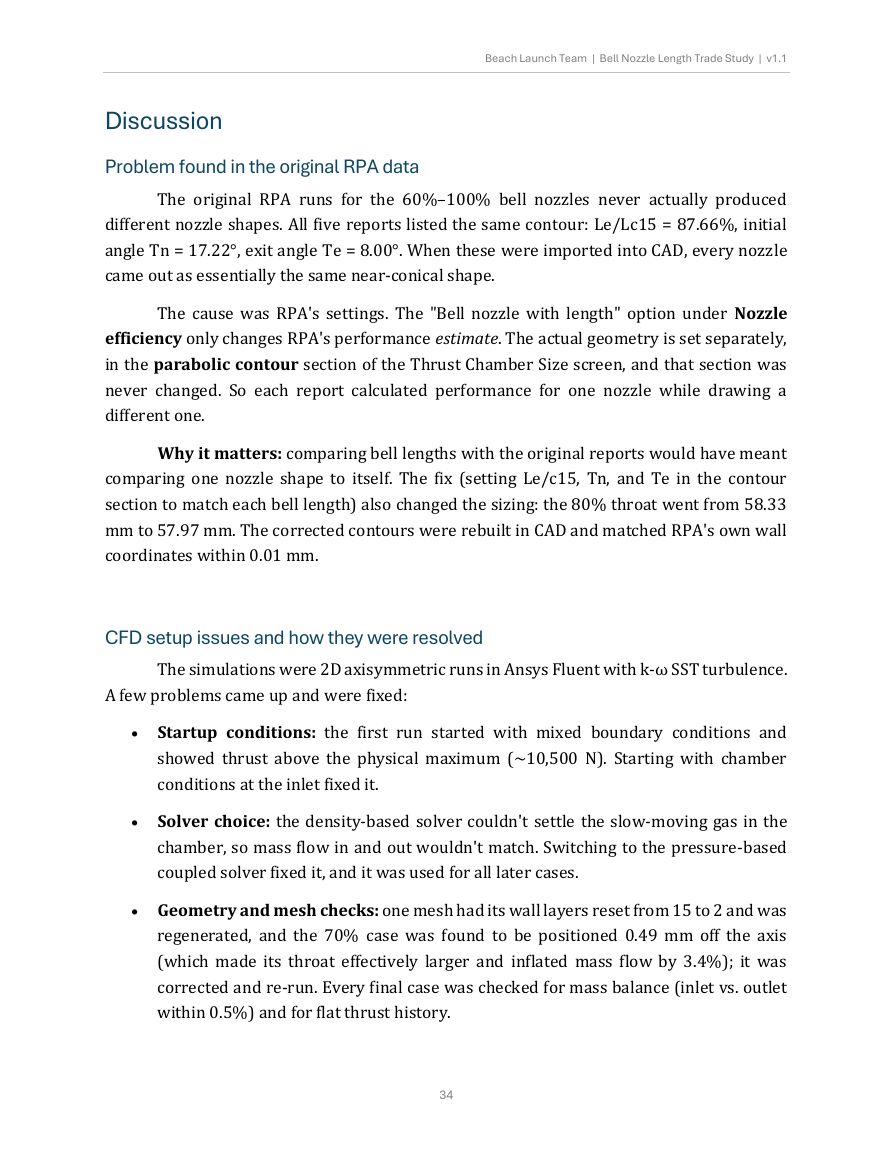 Beach Launch Team | Bell Nozzle Length Trade Study | v1.1
Discussion
Problem found in the original RPA data
The original RPA runs for the 60%–100% bell nozzles never actually produced
different nozzle shapes. All five reports listed the same contour: Le/Lc15 = 87.66%, initial
angle Tn = 17.22°, exit angle Te = 8.00°. When these were imported into CAD, every nozzle
came out as essentially the same near-conical shape.
The cause was RPA's settings. The "Bell nozzle with length" option under Nozzle
efficiency only changes RPA's performance estimate. The actual geometry is set separately,
in the parabolic contour section of the Thrust Chamber Size screen, and that section was
never changed. So each report calculated performance for one nozzle while drawing a
different one.
Why it matters: comparing bell lengths with the original reports would have meant
comparing one nozzle shape to itself. The fix (setting Le/c15, Tn, and Te in the contour
section to match each bell length) also changed the sizing: the 80% throat went from 58.33
mm to 57.97 mm. The corrected contours were rebuilt in CAD and matched RPA's own wall
coordinates within 0.01 mm.
CFD setup issues and how they were resolved
The simulations were 2D axisymmetric runs in Ansys Fluent with k-ω SST turbulence.
A few problems came up and were fixed:
• Startup conditions: the first run started with mixed boundary conditions and
showed thrust above the physical maximum (~10,500 N). Starting with chamber
conditions at the inlet fixed it.
• Solver choice: the density-based solver couldn't settle the slow-moving gas in the
chamber, so mass flow in and out wouldn't match. Switching to the pressure-based
coupled solver fixed it, and it was used for all later cases.
• Geometry and mesh checks: one mesh had its wall layers reset from 15 to 2 and was
regenerated, and the 70% case was found to be positioned 0.49 mm off the axis
(which made its throat effectively larger and inflated mass flow by 3.4%); it was
corrected and re-run. Every final case was checked for mass balance (inlet vs. outlet
within 0.5%) and for flat thrust history.
34